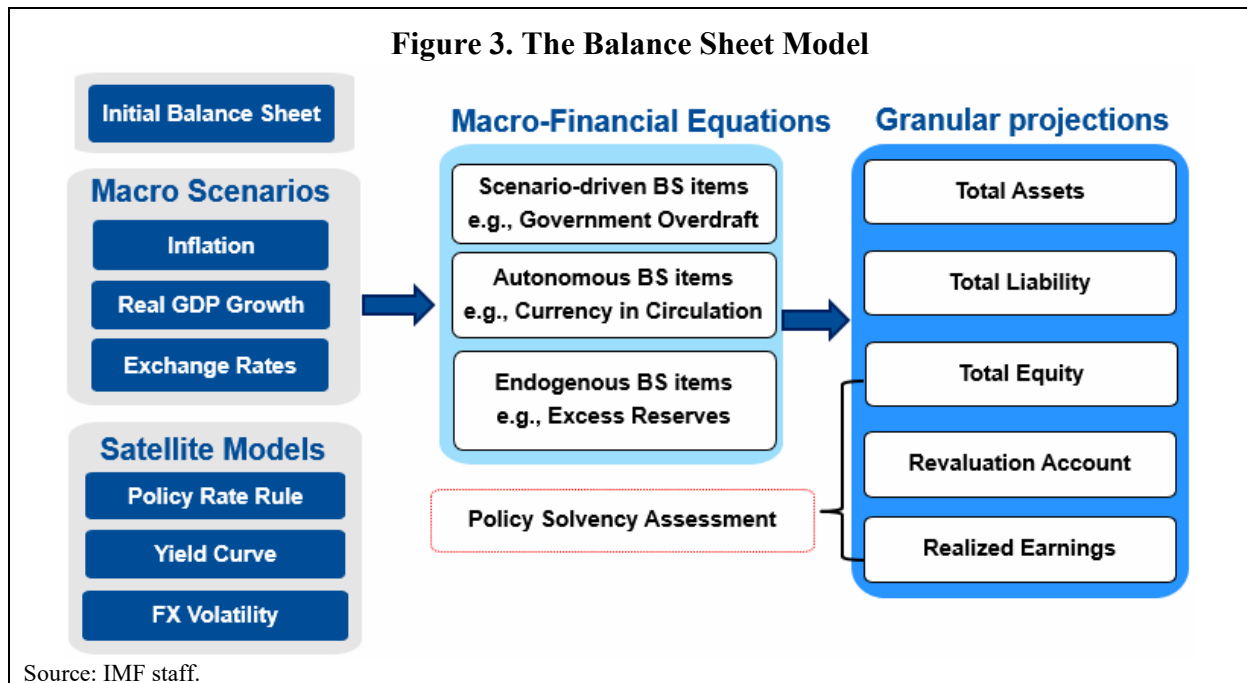 Figure 3. The Balance Sheet Model
Initial Balance Sheet
Macro Scenarios
Inflation
Real GDP Growth
Exchange Rates
Satellite Models
Policy Rate Rule
Yield Curve
FX Volatility
Macro-Financial Equations
Scenario-driven BS items
e.g., Government Overdraft
Autonomous BS items
e.g., Currency in Circulation
Endogenous BS items
e.g., Excess Reserves
Policy Solvency Assessment
Granular projections
Total Assets
Total Liability
Total Equity
Revaluation Account
Realized Earnings
Source: IMF staff.